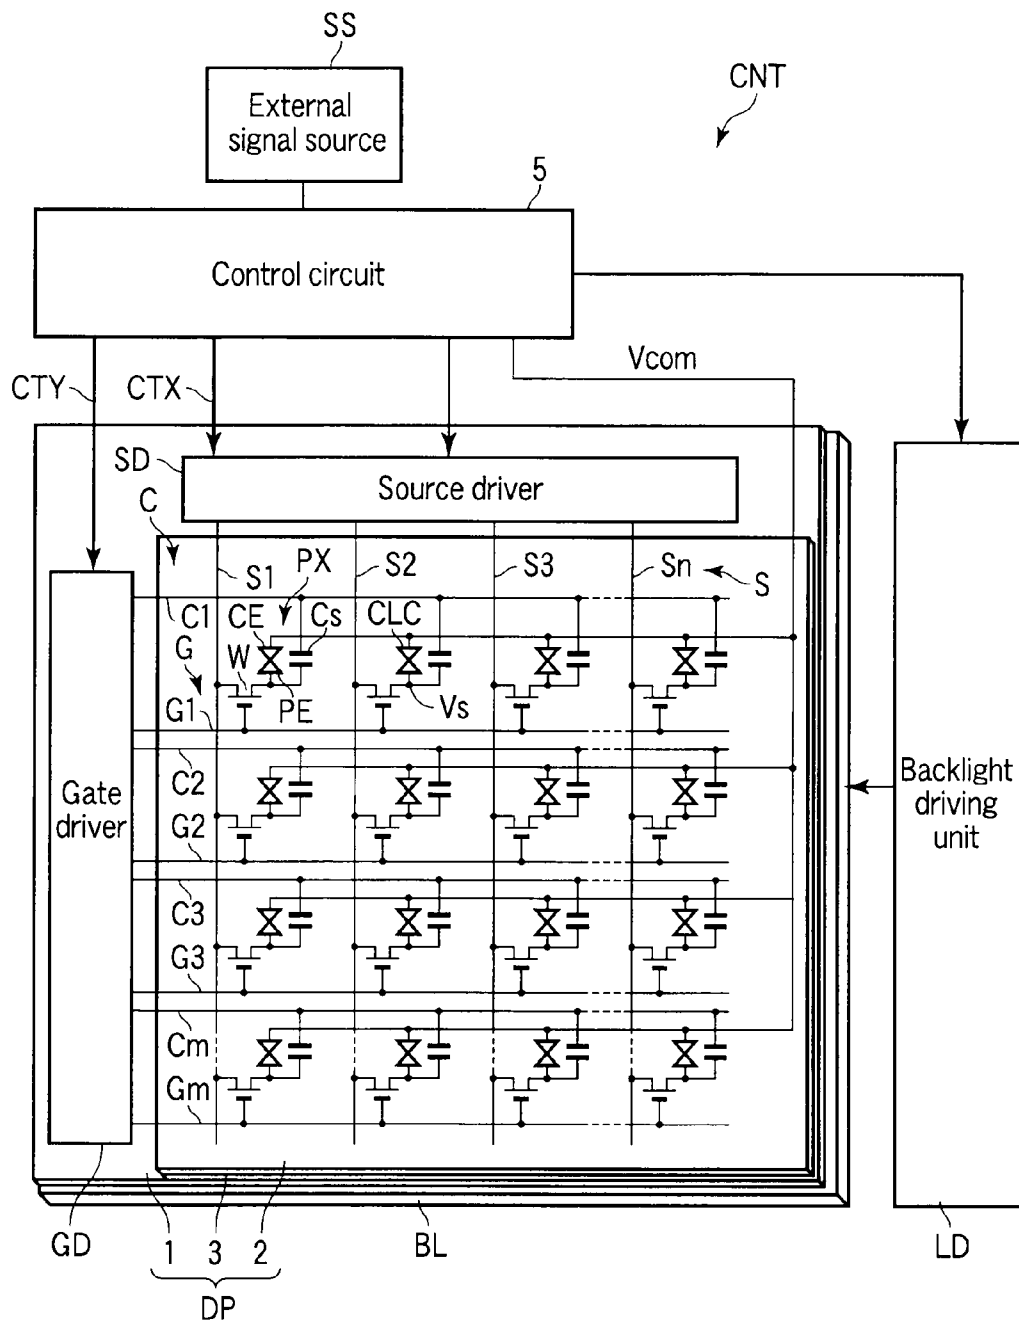 SS
External
signal source
CNT
5
Control circuit
Vcom
CTY
CTX
SD
Source driver
C
S1
PX
S2
S3
Sn
S
C1
CE
Cs
CLC
G
W
G1
PE
Vs
C2
Gate
driver
G2
Backlight
driving
unit
C3
G3
Cm
Gm
GD
1
3
2
BL
LD
DP